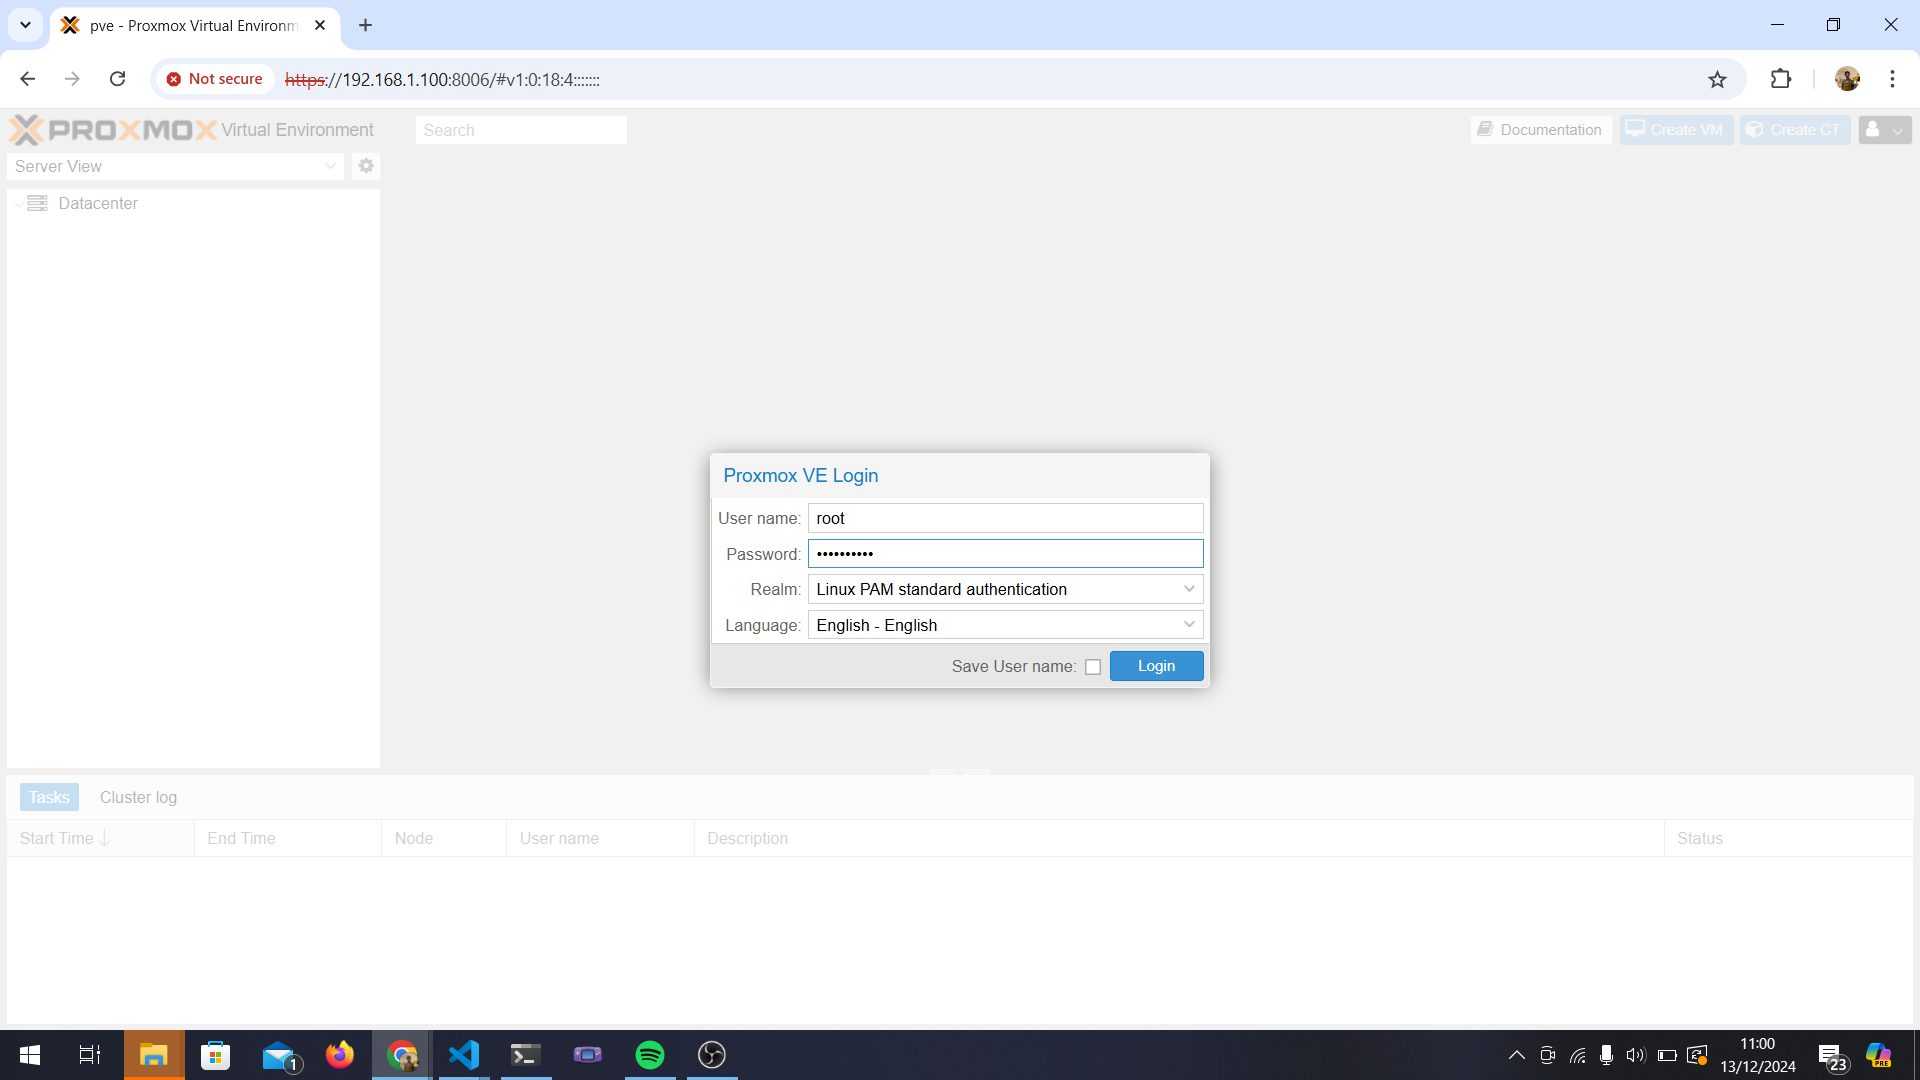 pve - Proxmox Virtual Environm
Not secure
https://192.168.1.100:8006/#v1:0:18:4:::::::
PROXMOX Virtual Environment
Search
Documentation
Create VM
Create CT
Server View
Datacenter
Proxmox VE Login
User name: root
Password: ••••••••••
Realm: Linux PAM standard authentication
Language: English - English
Save User name:
Login
Tasks
Cluster log
Start Time
End Time
Node
User name
Description
Status
1
11:00
13/12/2024
23
PRE